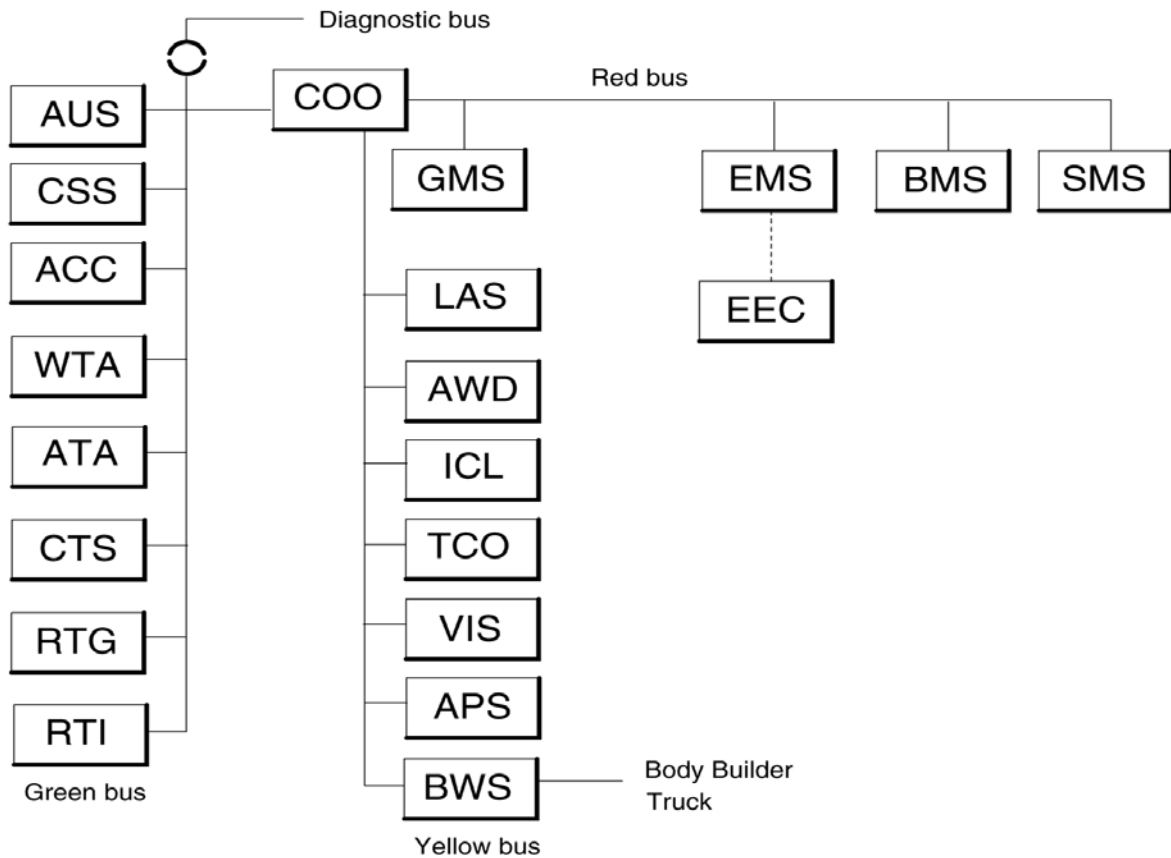 Diagnostic bus
Red bus
COO
AUS
GMS
EMS
BMS
SMS
CSS
ACC
LAS
EEC
WTA
AWD
ATA
ICL
CTS
TCO
RTG
VIS
RTI
APS
Green bus
BWS
Body Builder
Truck
Yellow bus